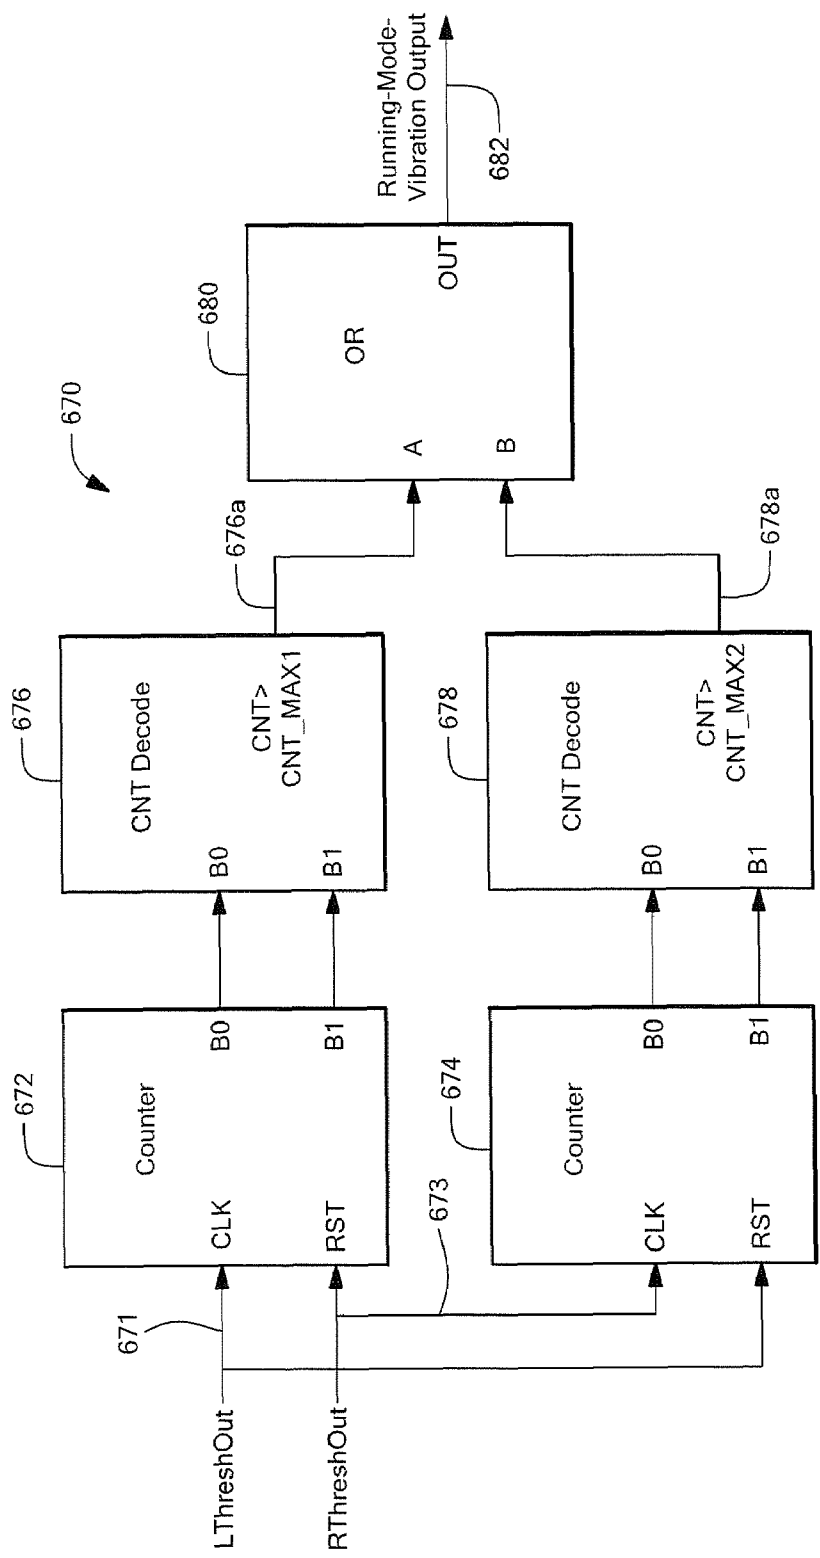 670
672
Counter
CLK
RST
B0
B1
676
CNT Decode
B0
B1
CNT>
CNT_MAX1
676a
680
OR
A
B
OUT
Running-Mode-
Vibration Output
682
LThreshOut
RThreshOut
671
673
674
Counter
CLK
RST
B0
B1
678
CNT Decode
B0
B1
CNT>
CNT_MAX2
678a